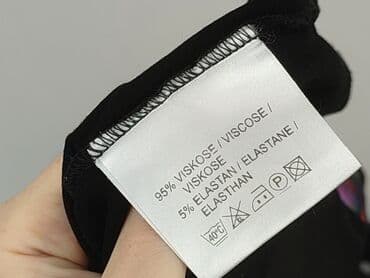 95% VISKOSE / VISCOSE /
VISKOSE
5% ELASTAN / ELASTANE /
ELASTHAN
40°C P